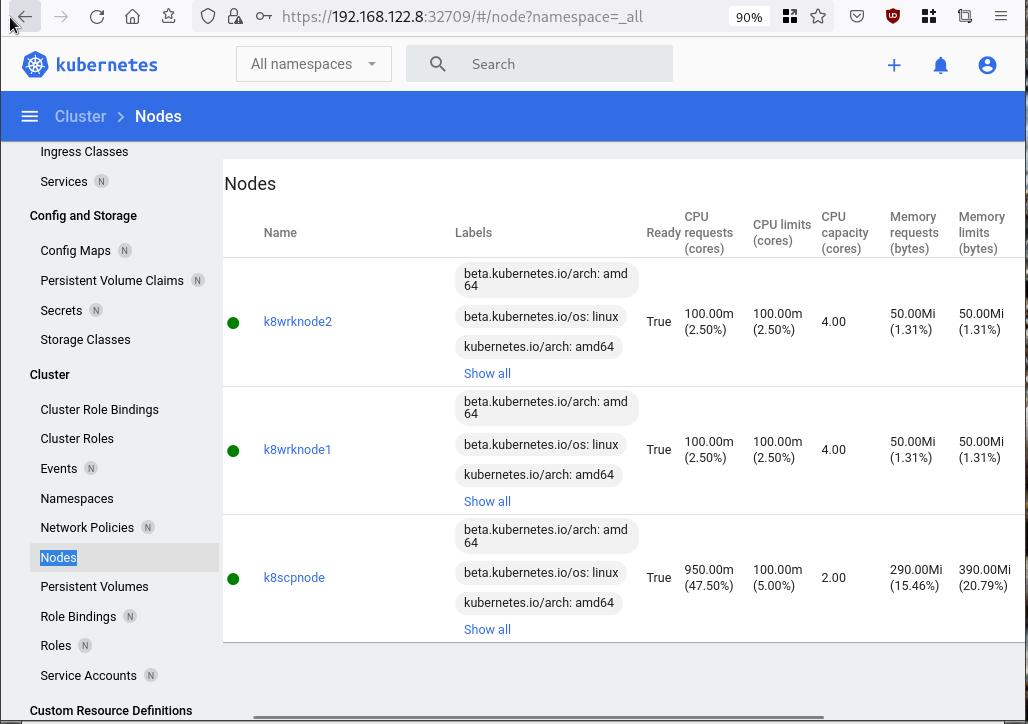 https://192.168.122.8:32709/#/node?namespace=_all
90%
kubernetes
All namespaces
Search
Cluster > Nodes
Ingress Classes
Services N
Config and Storage
Config Maps N
Persistent Volume Claims N
Secrets N
Storage Classes
Cluster
Cluster Role Bindings
Cluster Roles
Events N
Namespaces
Network Policies N
Nodes
Persistent Volumes
Role Bindings N
Roles N
Service Accounts N
Custom Resource Definitions
Nodes
Name
Labels
Ready
CPU
requests
(cores)
CPU limits
(cores)
CPU
capacity
(cores)
Memory
requests
(bytes)
Memory
limits
(bytes)
k8wrknode2
beta.kubernetes.io/arch: amd
64
beta.kubernetes.io/os: linux
kubernetes.io/arch: amd64
Show all
True
100.00m
(2.50%)
100.00m
(2.50%)
4.00
50.00Mi
(1.31%)
50.00Mi
(1.31%)
k8wrknode1
beta.kubernetes.io/arch: amd
64
beta.kubernetes.io/os: linux
kubernetes.io/arch: amd64
Show all
True
100.00m
(2.50%)
100.00m
(2.50%)
4.00
50.00Mi
(1.31%)
50.00Mi
(1.31%)
k8scpnode
beta.kubernetes.io/arch: amd
64
beta.kubernetes.io/os: linux
kubernetes.io/arch: amd64
Show all
True
950.00m
(47.50%)
100.00m
(5.00%)
2.00
290.00Mi
(15.46%)
390.00Mi
(20.79%)